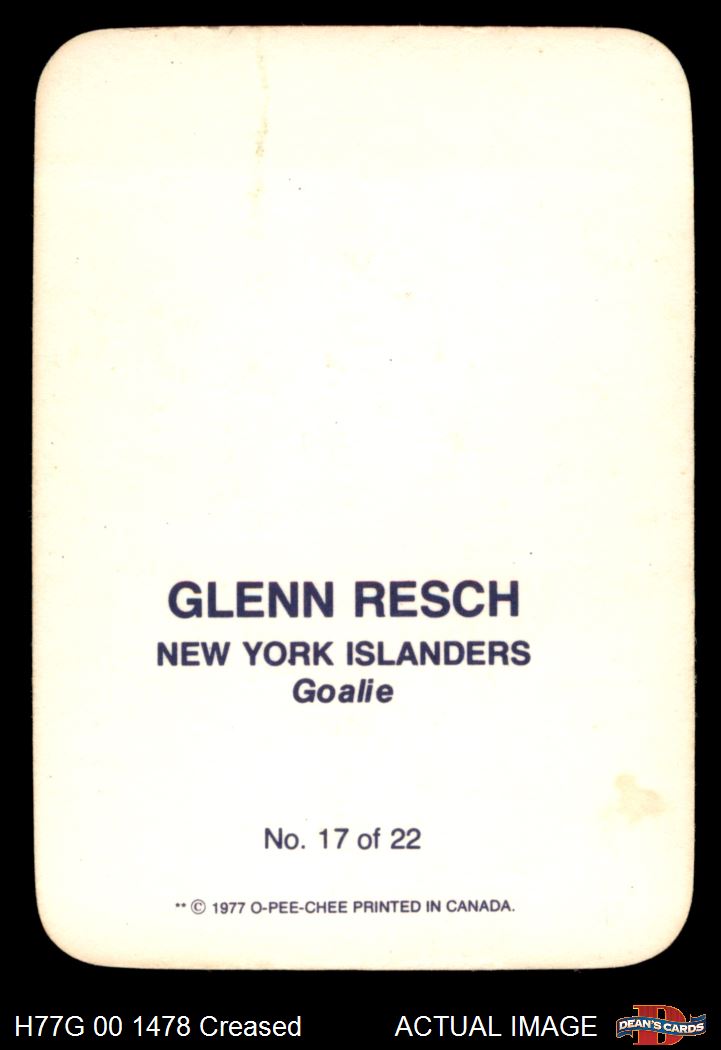 GLENN RESCH
NEW YORK ISLANDERS
Goalie
No. 17 of 22
** © 1977 O-PEE-CHEE PRINTED IN CANADA.
H77G 00 1478 Creased
ACTUAL IMAGE
D
DEAN'S CARDS